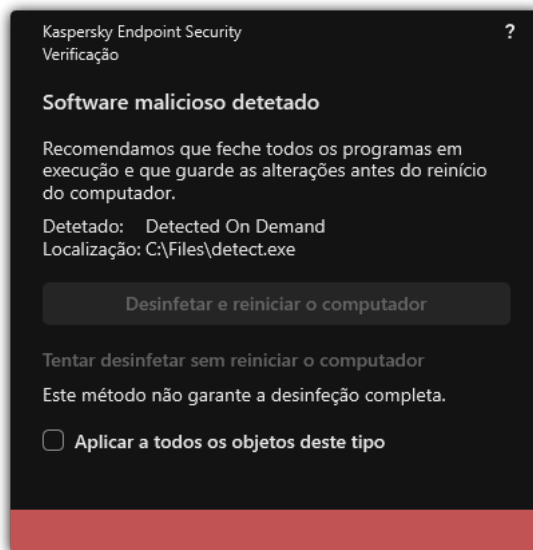 Kaspersky Endpoint Security
?
Verificação
Software malicioso detetado
Recomendamos que feche todos os programas em
execução e que guarde as alterações antes do reinício
do computador.
Detetado: Detected On Demand
Localização: C:\Files\detect.exe
Desinfetar e reiniciar o computador
Tentar desinfetar sem reiniciar o computador
Este método não garante a desinfeção completa.
Aplicar a todos os objetos deste tipo